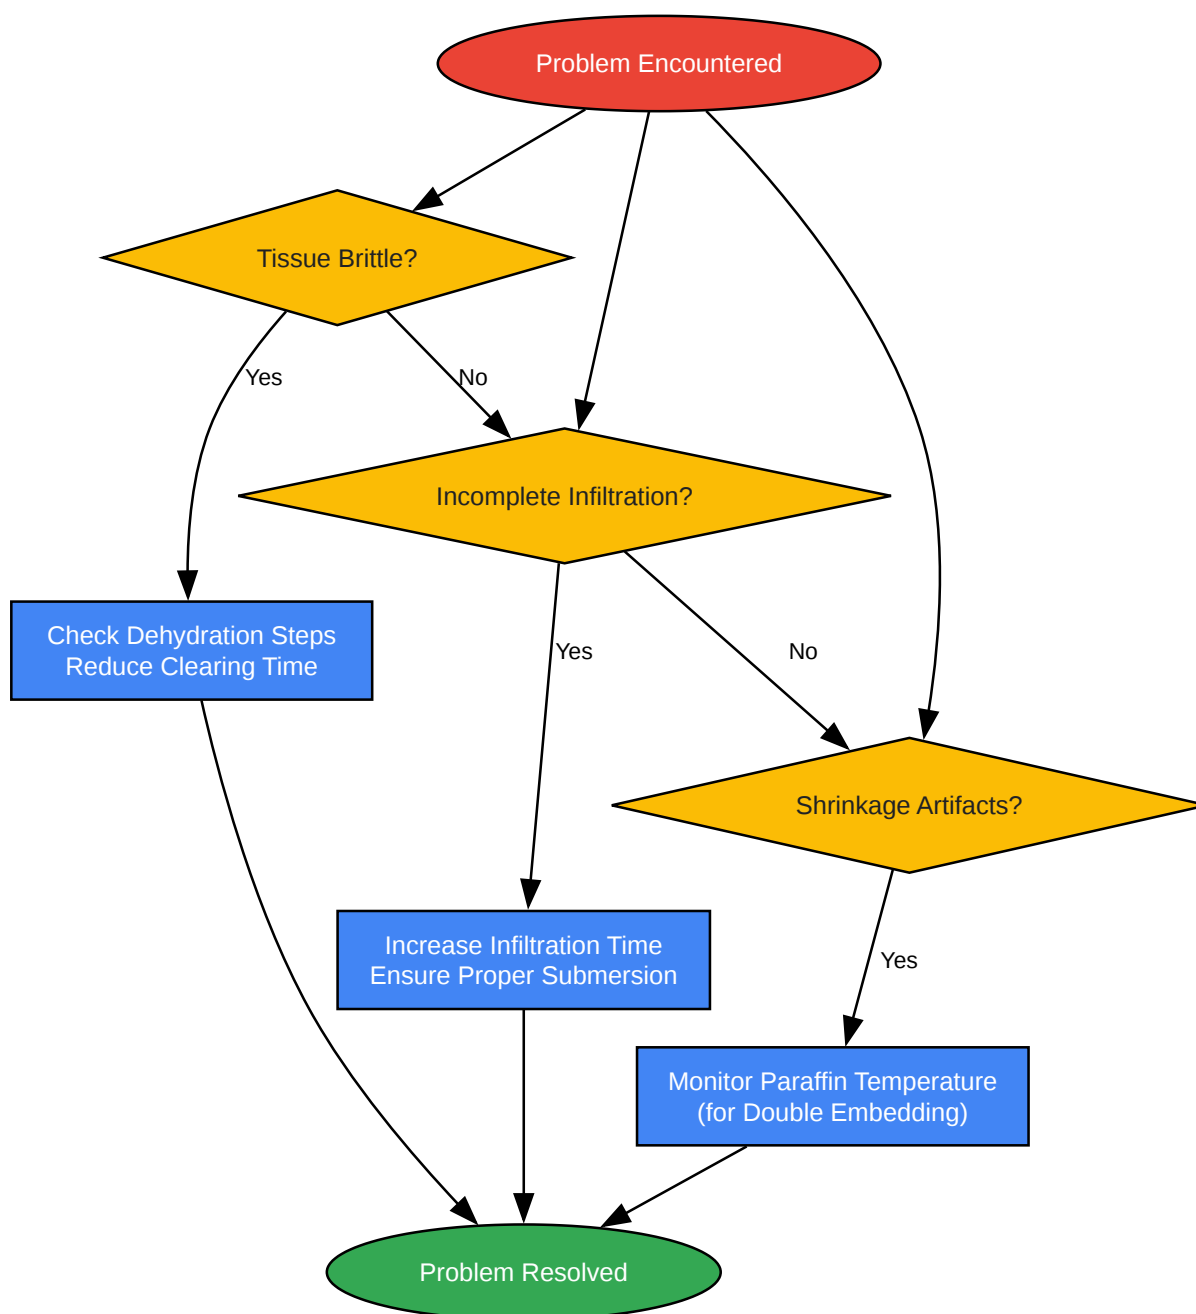 Problem Encountered
Tissue Brittle?
Yes
No
Incomplete Infiltration?
Check Dehydration Steps
Reduce Clearing Time
Yes
No
Shrinkage Artifacts?
Increase Infiltration Time
Ensure Proper Submersion
Yes
Monitor Paraffin Temperature
(for Double Embedding)
Problem Resolved